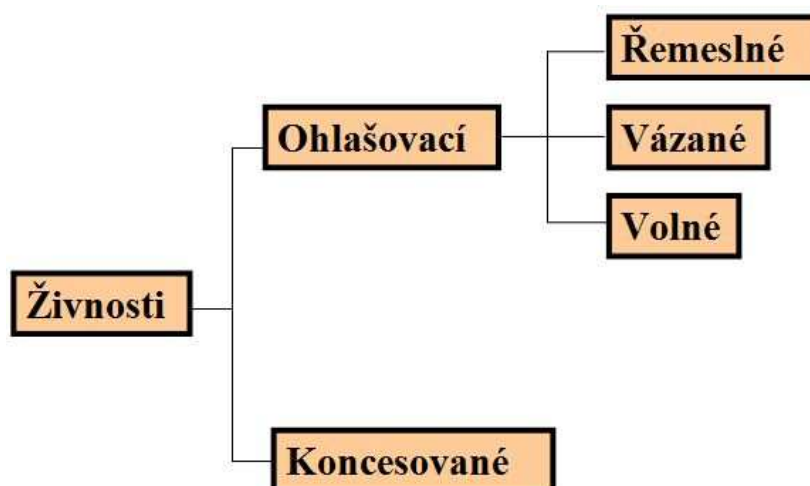 Řemeslné
Ohlašovací
Vázané
Volné
Živnosti
Koncesované